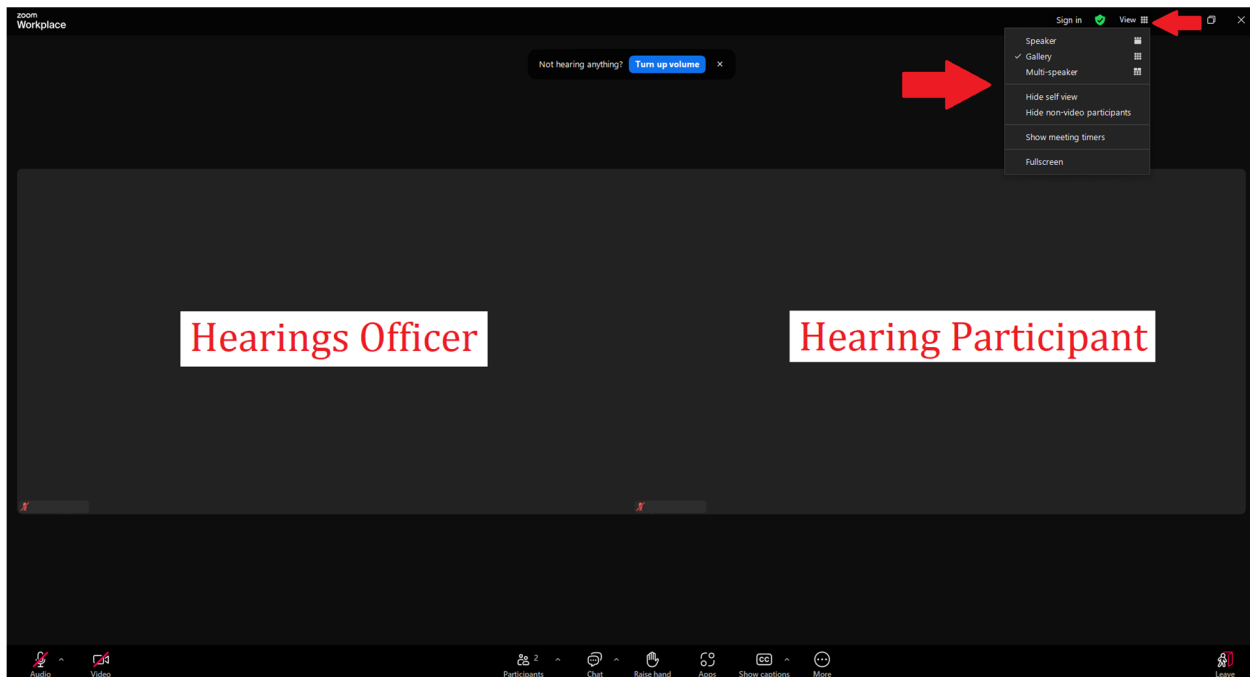 zoom
Workplace
Sign in
View
Not hearing anything? Turn up volume
Speaker
Gallery
Multi-speaker
Hide self view
Hide non-video participants
Show meeting timers
Fullscreen
Hearings Officer
Hearing Participant
Audio
Video
Participants
2
Chat
Raise hand
Apps
CC
Show captions
More
Leave